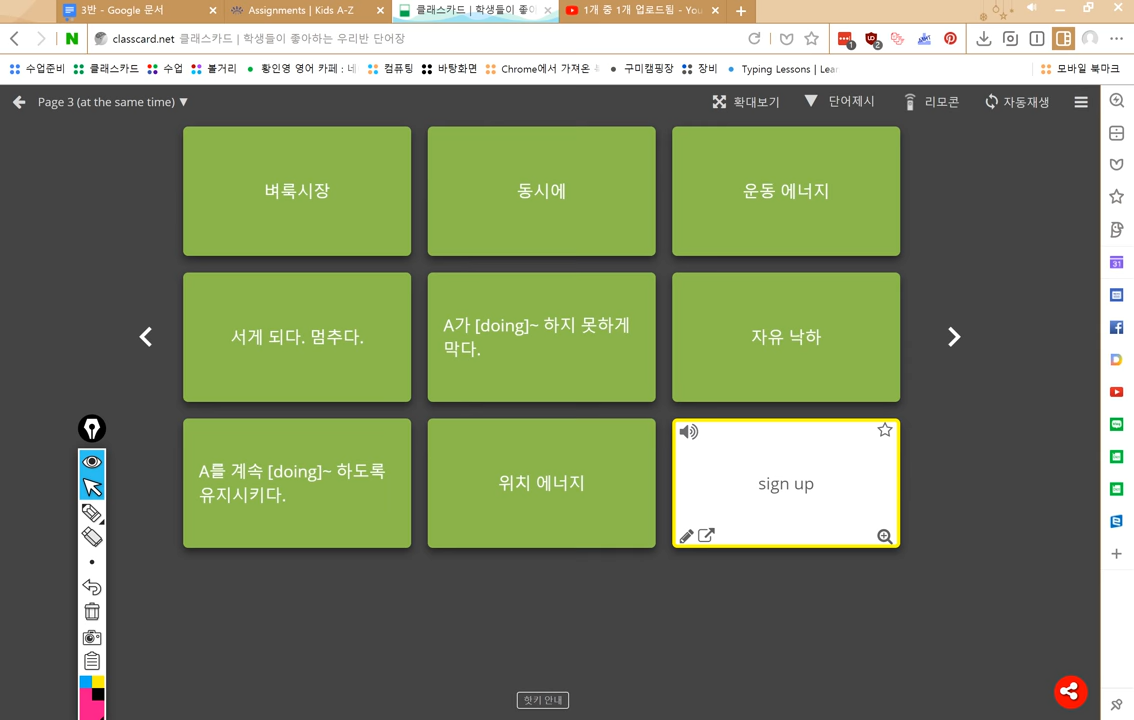 3반 - Google 문서
Assignments | Kids A-Z
클래스카드 | 학생들이 좋아
1개 중 1개 업로드됨 - You
N
classcard.net 클래스카드 | 학생들이 좋아하는 우리반 단어장
1
2
수업준비
클래스카드
수업
볼거리
황인영 영어 카페 : 네
컴퓨팅
바탕화면
Chrome에서 가져온
구미캠핑장
장비
Typing Lessons | Lear
모바일 북마크
Page 3 (at the same time) ▼
확대보기
단어제시
리모콘
자동재생
벼룩시장
동시에
운동 에너지
서게 되다. 멈추다.
A가 [doing]~ 하지 못하게
막다.
자유 낙하
A를 계속 [doing]~ 하도록
유지시키다.
위치 에너지
sign up
핫키 안내
31